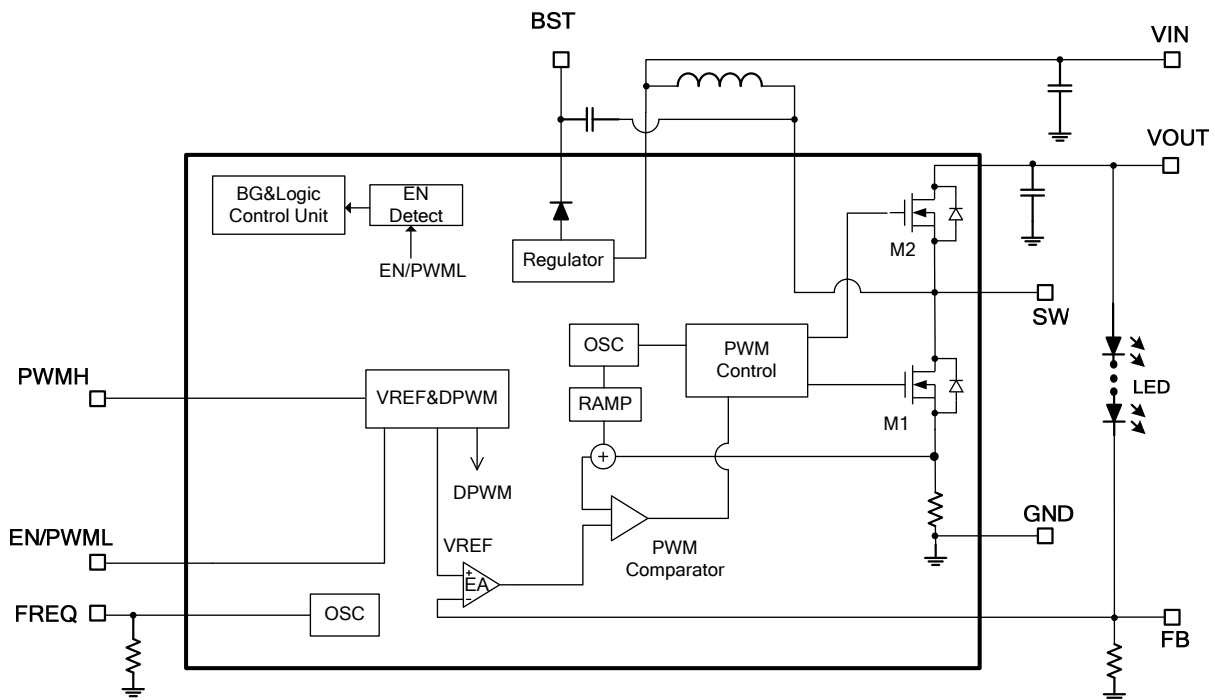 BST
VIN
VOUT
BG&Logic
Control Unit
EN
Detect
EN/PWML
Regulator
M2
SW
OSC
PWM
Control
PWMH
VREF&DPWM
RAMP
M1
LED
+
DPWM
GND
EN/PWML
VREF
PWM
Comparator
+
EA
-
FREQ
OSC
FB